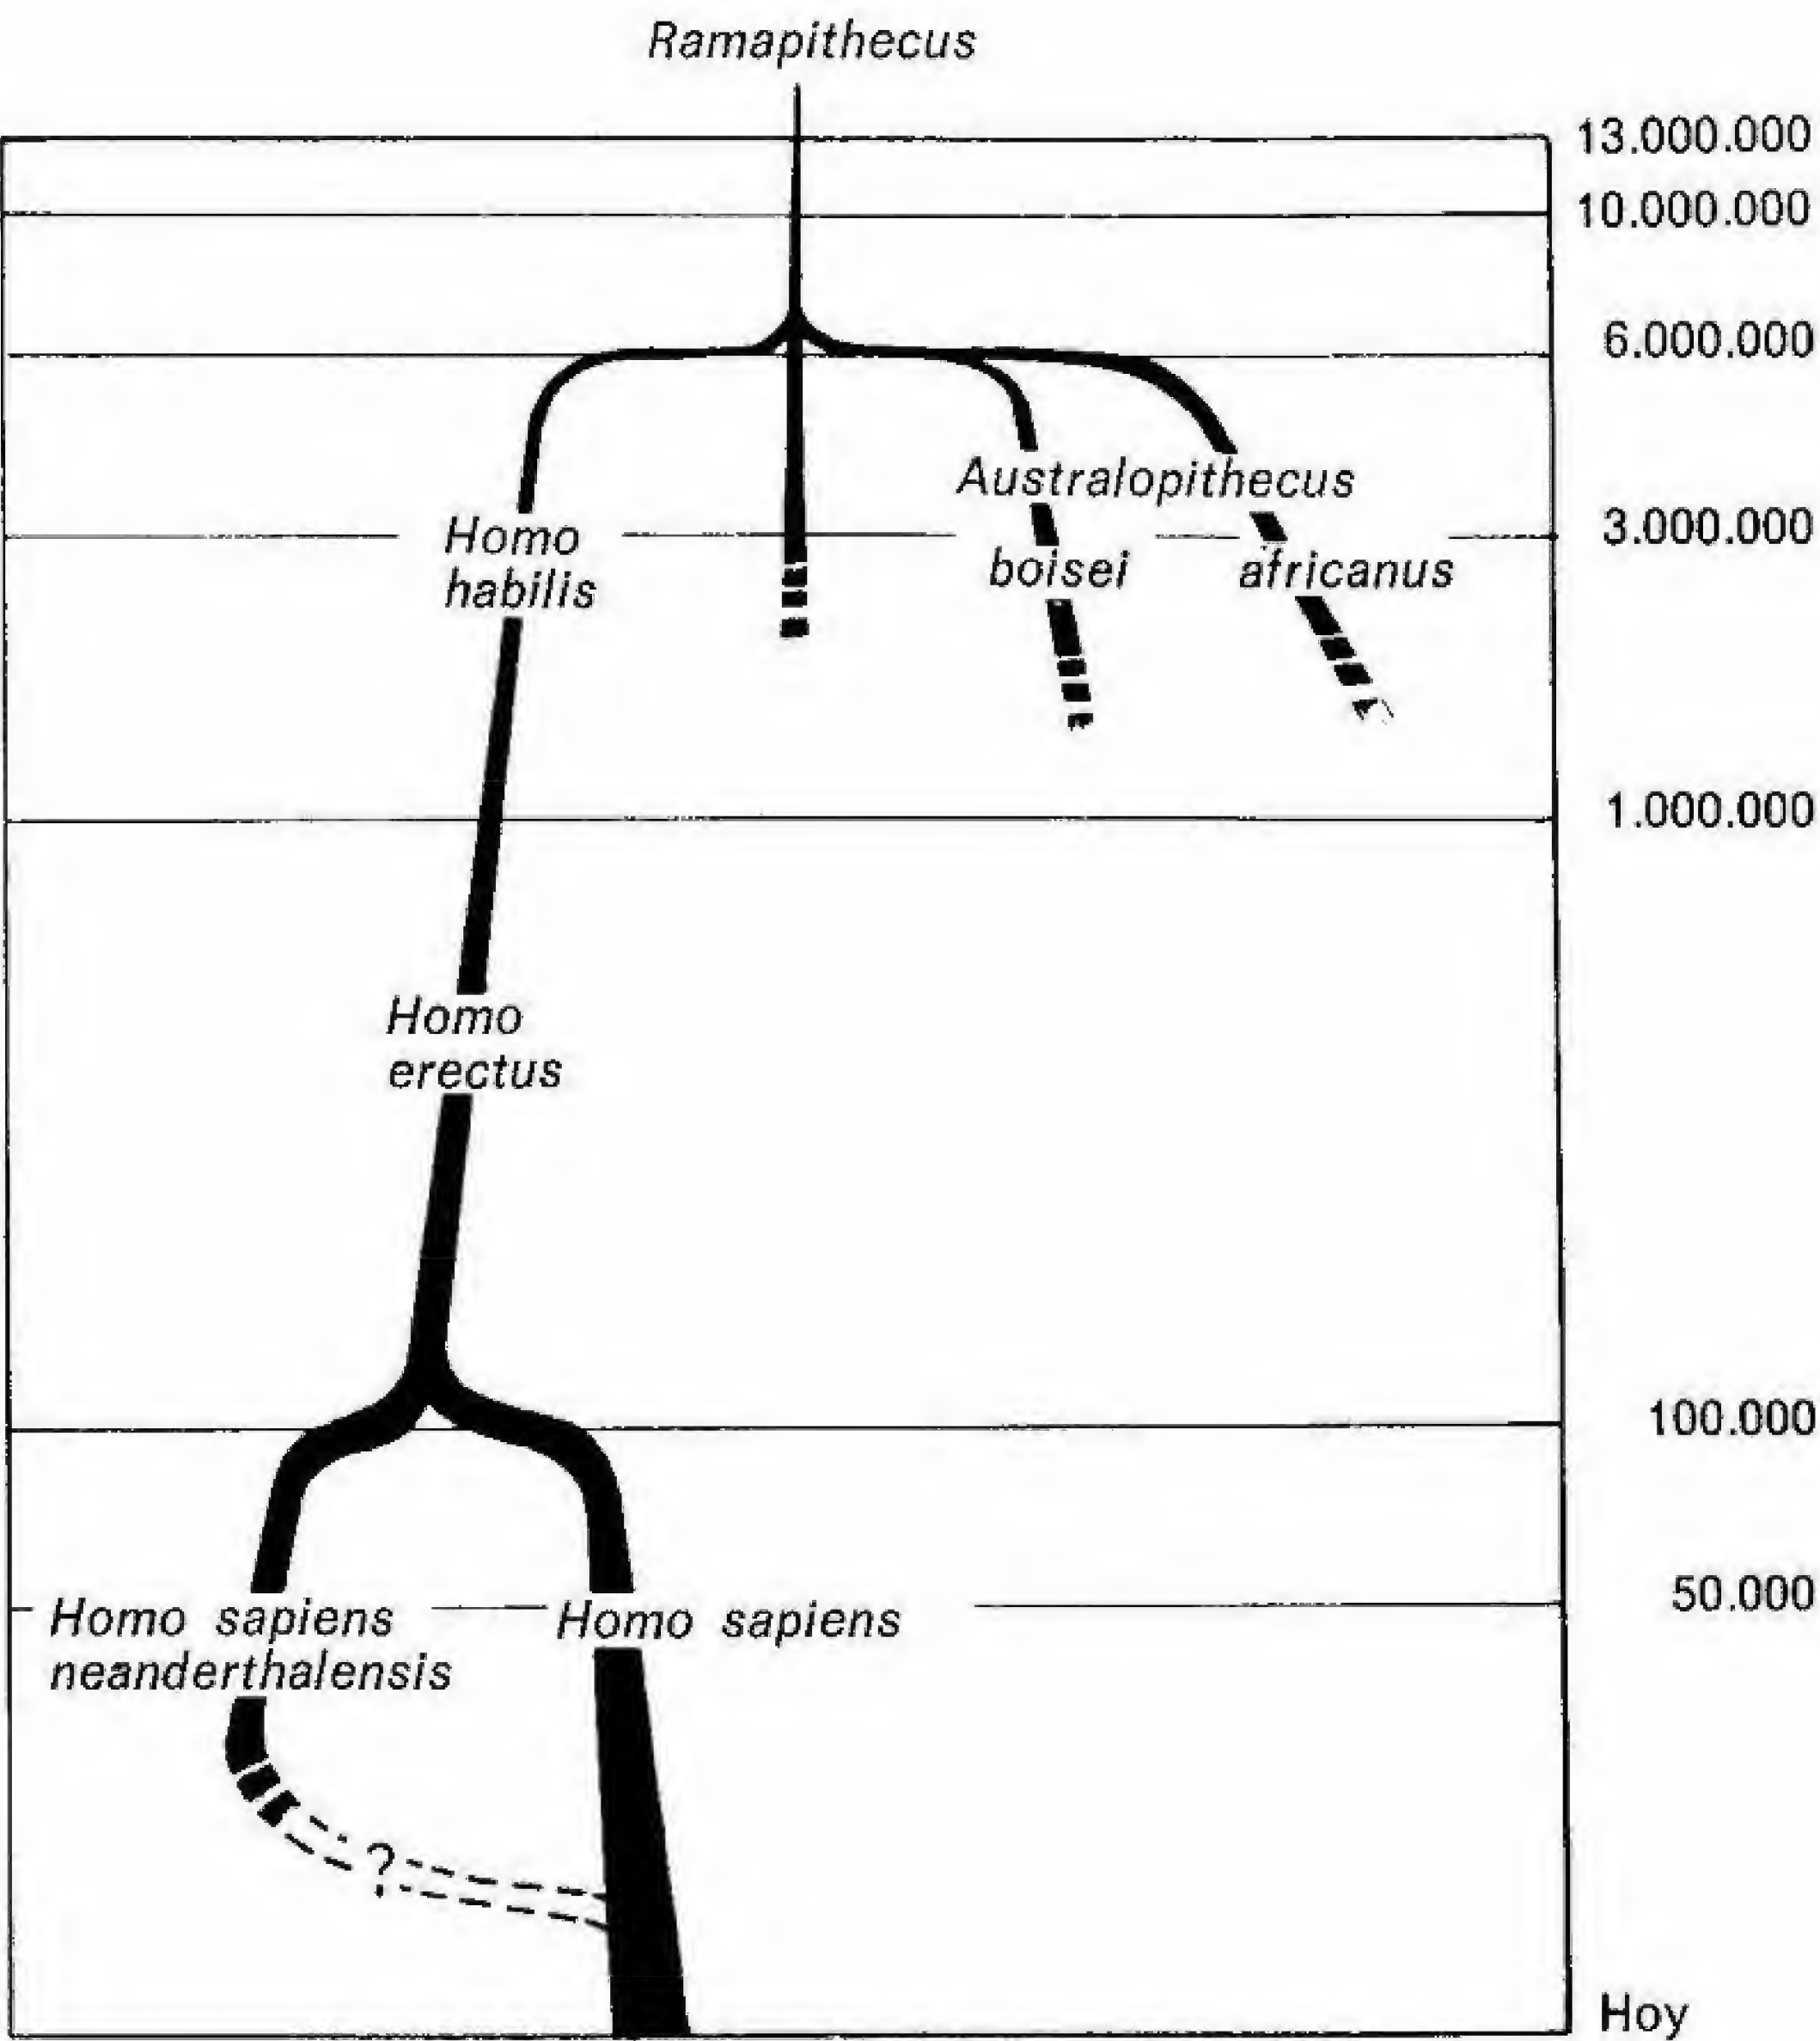 Ramapithecus
13.000.000
10.000.000
6.000.000
Australopithecus
3.000.000
Homo
habilis
boisei
africanus
1.000.000
Homo
erectus
100.000
50.000
Homo sapiens
neanderthalensis
Homo sapiens
?
Hoy